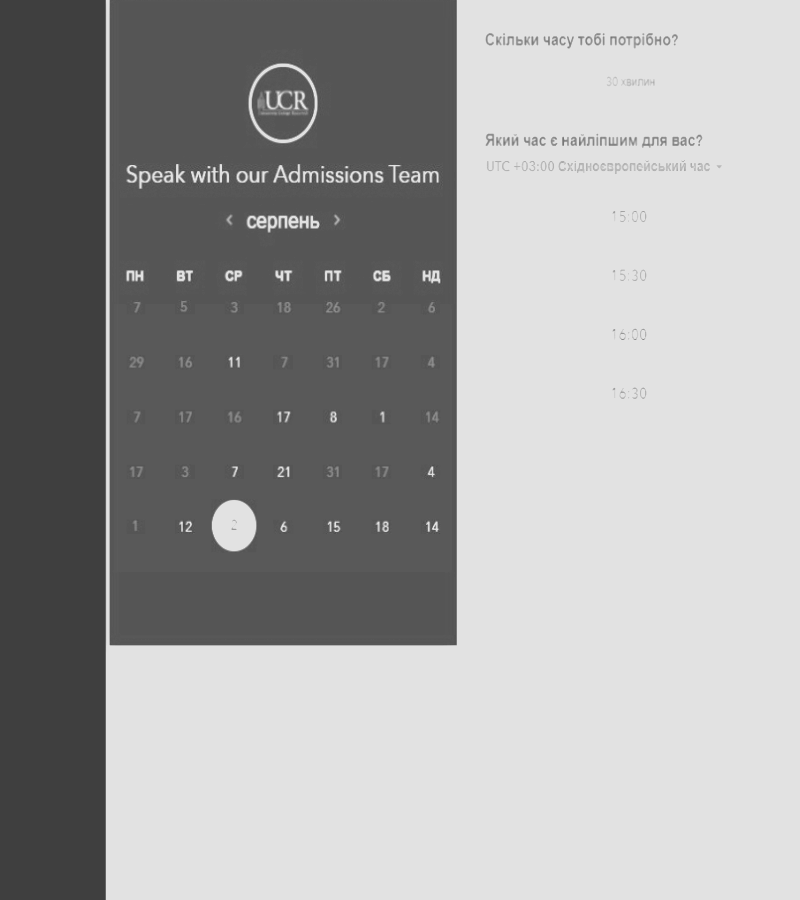 UCR
Speak with our Admissions Team
‹ серпень ›
ПН ВТ СР ЧТ ПТ СБ НД
7 5 3 18 26 2 6
29 16 11 7 31 17 4
7 17 16 17 8 1 14
17 3 7 21 31 17 4
1 12 2 6 15 18 14
Скільки часу тобі потрібно?
30 хвилин
Який час є найліпшим для вас?
UTC +03:00 Східноєвропейський час
15:00
15:30
16:00
16:30